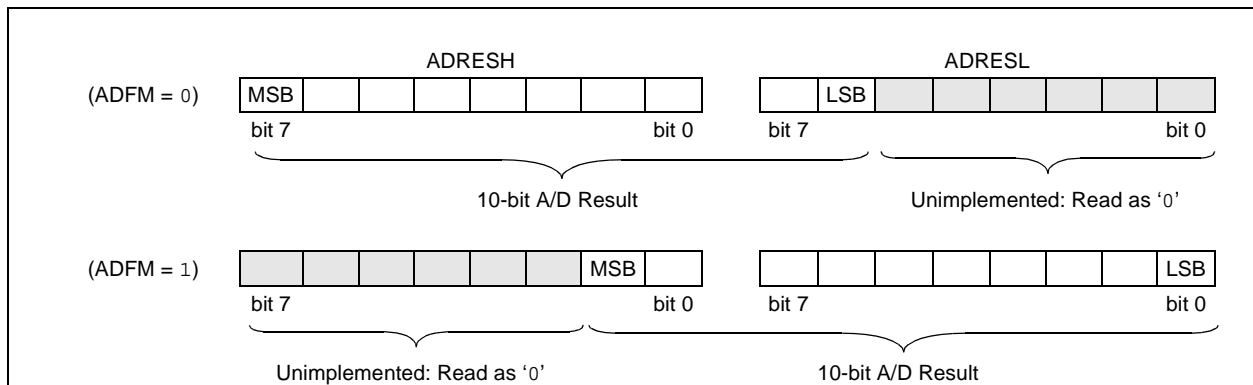 ADRESH ADRESL
(ADFM = 0) MSB LSB
bit 7 bit 0 bit 7 bit 0
10-bit A/D Result Unimplemented: Read as ‘0’
(ADFM = 1) MSB LSB
bit 7 bit 0 bit 7 bit 0
Unimplemented: Read as ‘0’ 10-bit A/D Result